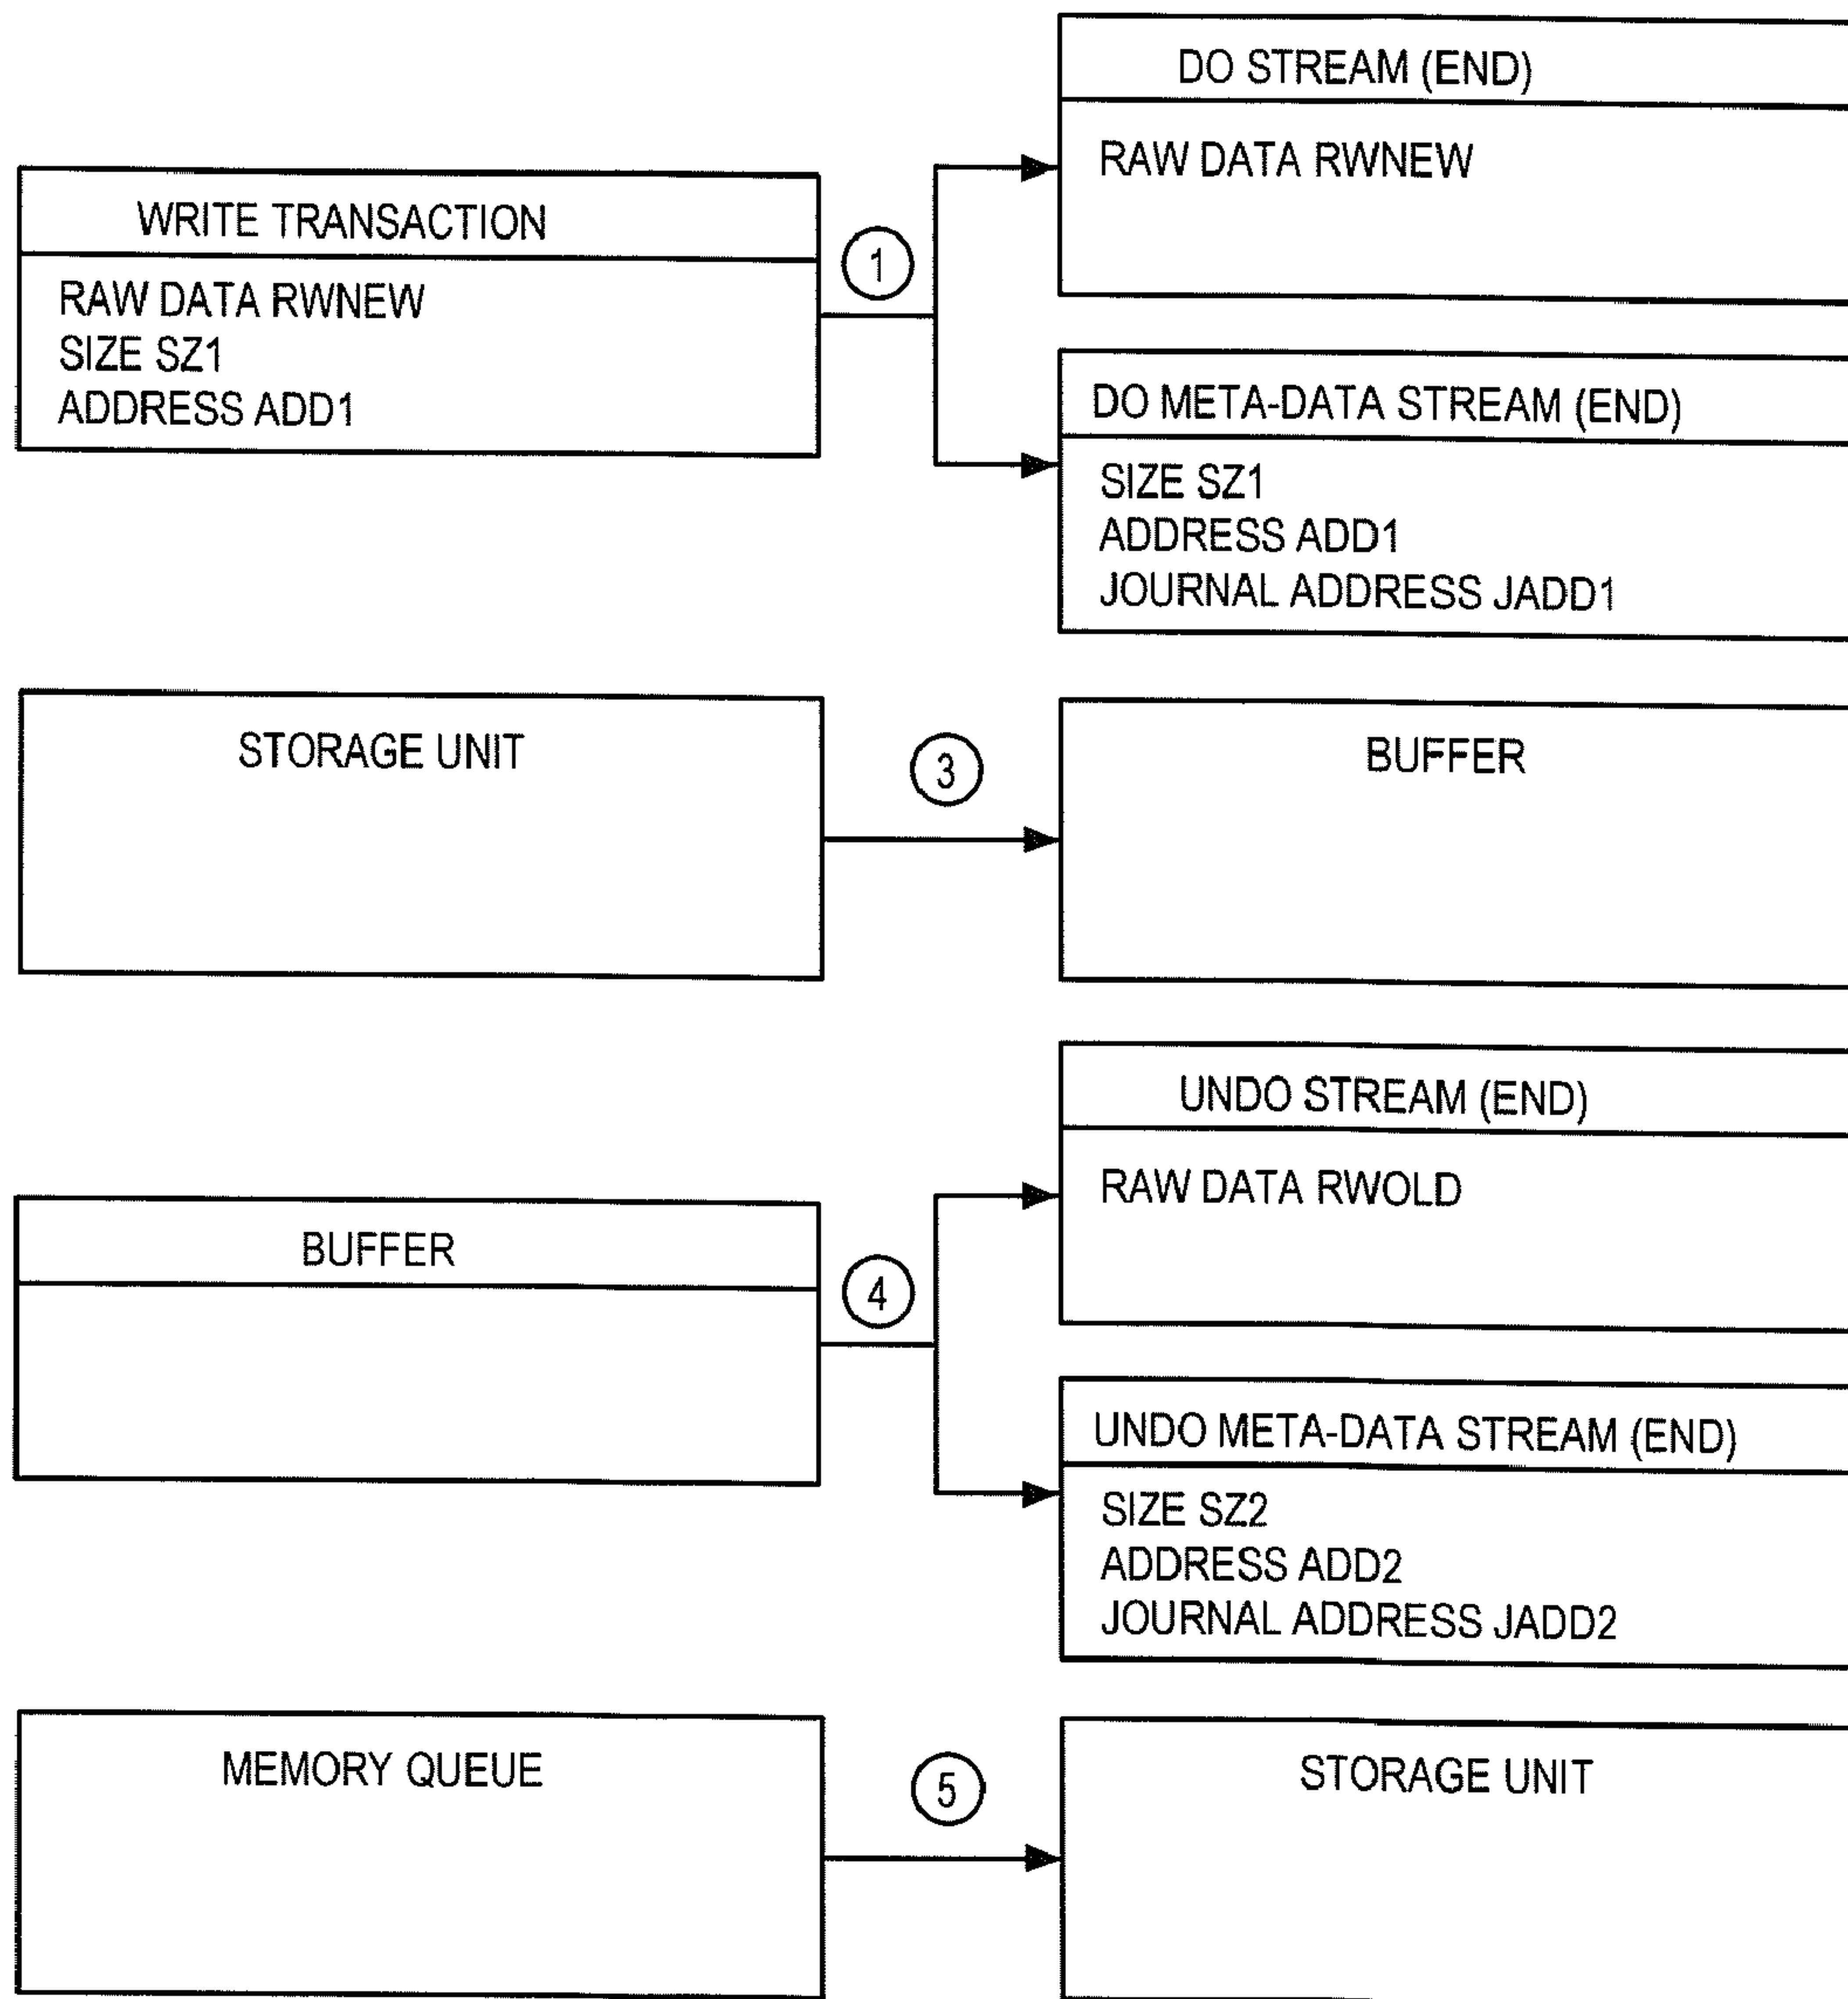 DO STREAM (END)
RAW DATA RWNEW
WRITE TRANSACTION
RAW DATA RWNEW
SIZE SZ1
ADDRESS ADD1
1
DO META-DATA STREAM (END)
SIZE SZ1
ADDRESS ADD1
JOURNAL ADDRESS JADD1
STORAGE UNIT
3
BUFFER
UNDO STREAM (END)
RAW DATA RWOLD
BUFFER
4
UNDO META-DATA STREAM (END)
SIZE SZ2
ADDRESS ADD2
JOURNAL ADDRESS JADD2
MEMORY QUEUE
5
STORAGE UNIT